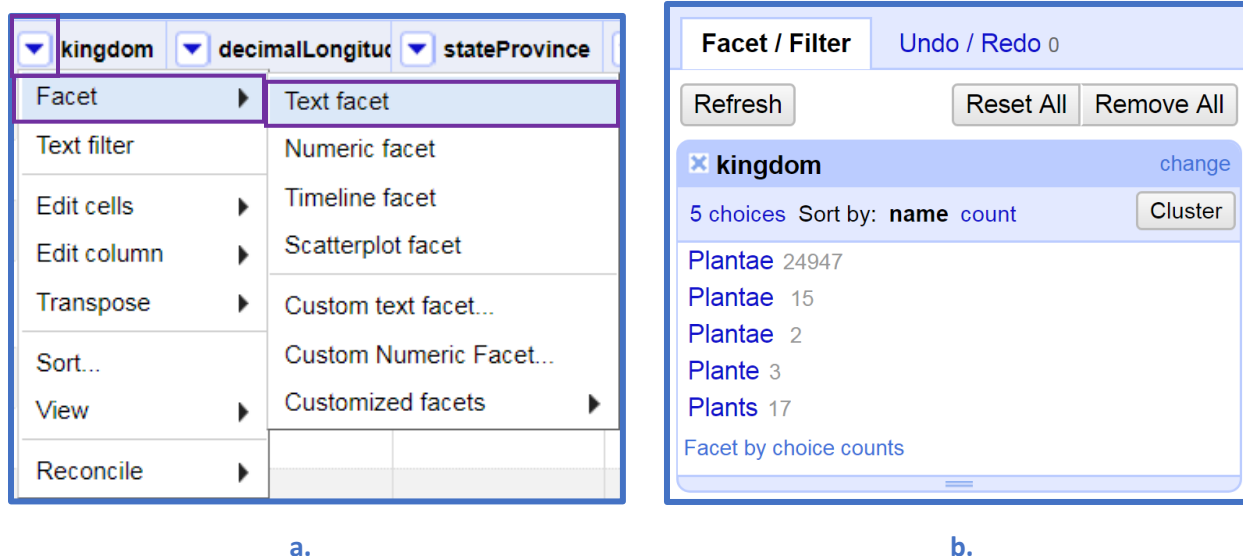 kingdom decimalLongituc stateProvince
Facet Text facet
Text filter Numeric facet
Timeline facet
Edit cells
Scatterplot facet
Edit column
Transpose Custom text facet...
Custom Numeric Facet...
Sort...
Customized facets
View
Reconcile
a.
Facet / Filter Undo / Redo 0
Refresh Reset All Remove All
kingdom change
5 choices Sort by: name count Cluster
Plantae 24947
Plantae 15
Plantae 2
Plante 3
Plants 17
Facet by choice counts
b.